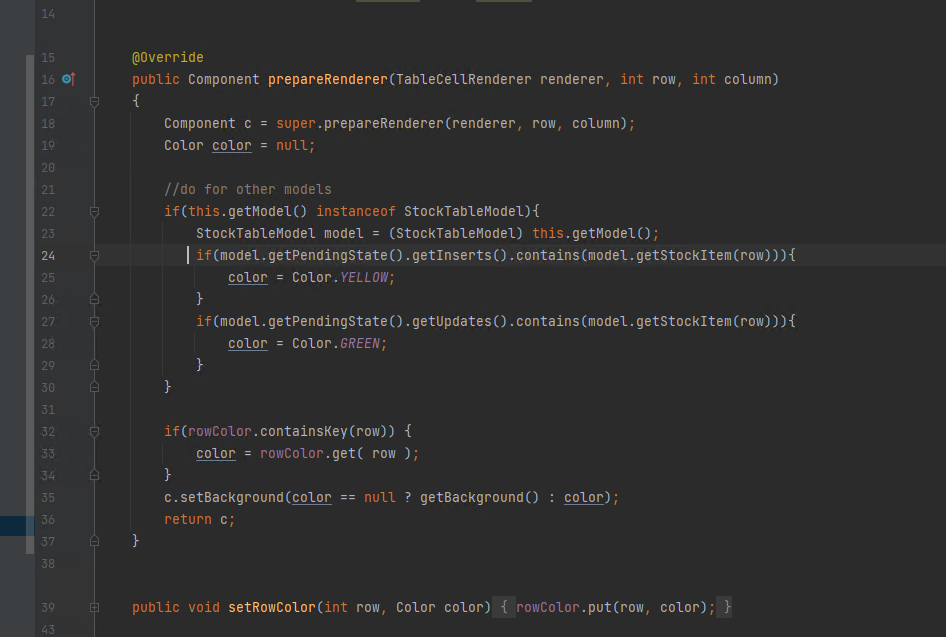 14
15 @Override
16 public Component prepareRenderer(TableCellRenderer renderer, int row, int column)
17 {
18 Component c = super.prepareRenderer(renderer, row, column);
19 Color color = null;
20
21 //do for other models
22 if(this.getModel() instanceof StockTableModel){
23 StockTableModel model = (StockTableModel) this.getModel();
24 if(model.getPendingState().getInserts().contains(model.getStockItem(row))){
25 color = Color.YELLOW;
26 }
27 if(model.getPendingState().getUpdates().contains(model.getStockItem(row))){
28 color = Color.GREEN;
29 }
30 }
31
32 if(rowColor.containsKey(row)) {
33 color = rowColor.get( row );
34 }
35 c.setBackground(color == null ? getBackground() : color);
36 return c;
37 }
38
39 public void setRowColor(int row, Color color) { rowColor.put(row, color); }
43